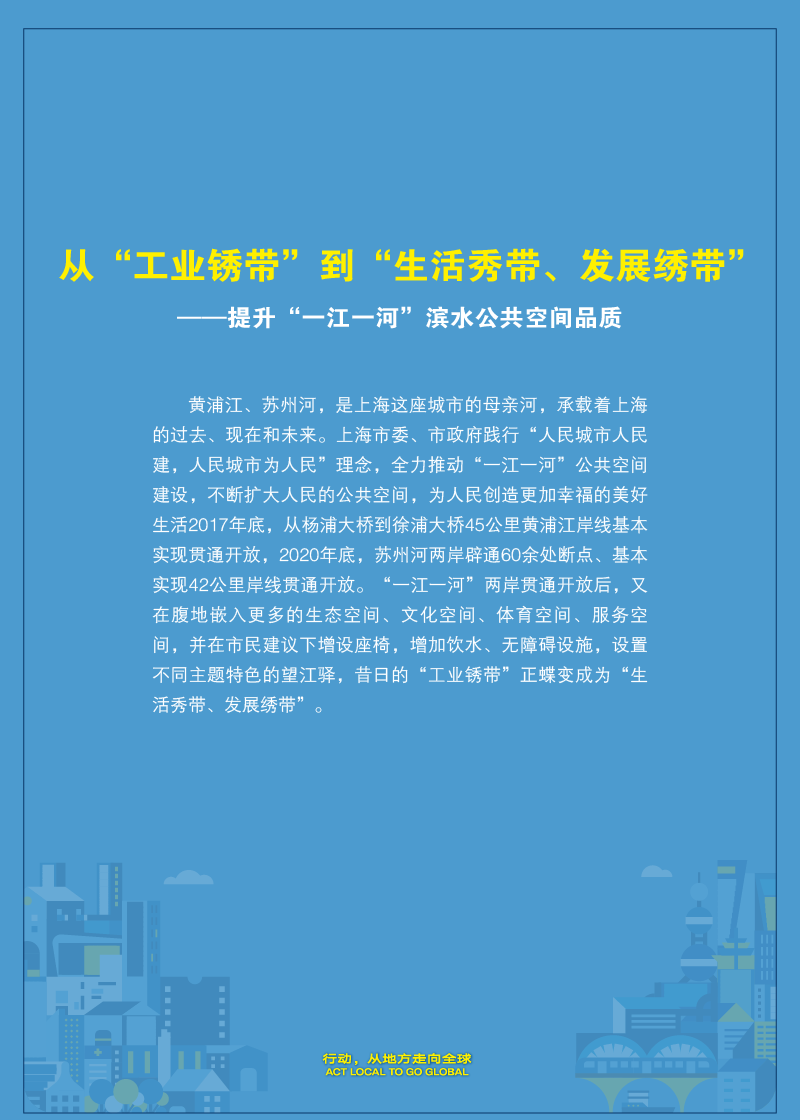 从“工业锈带”到“生活秀带、发展绣带”
——提升“一江一河”滨水公共空间品质
黄浦江、苏州河，是上海这座城市的母亲河，承载着上海
的过去、现在和未来。上海市委、市政府践行“人民城市人民
建，人民城市为人民”理念，全力推动“一江一河”公共空间
建设，不断扩大人民的公共空间，为人民创造更加幸福的美好
生活2017年底，从杨浦大桥到徐浦大桥45公里黄浦江岸线基本
实现贯通开放，2020年底，苏州河两岸辟通60余处断点、基本
实现42公里岸线贯通开放。“一江一河”两岸贯通开放后，又
在腹地嵌入更多的生态空间、文化空间、体育空间、服务空
间，并在市民建议下增设座椅，增加饮水、无障碍设施，设置
不同主题特色的望江驿，昔日的“工业锈带”正蝶变成为“生
活秀带、发展绣带”。
行动，从地方走向全球
ACT LOCAL TO GO GLOBAL